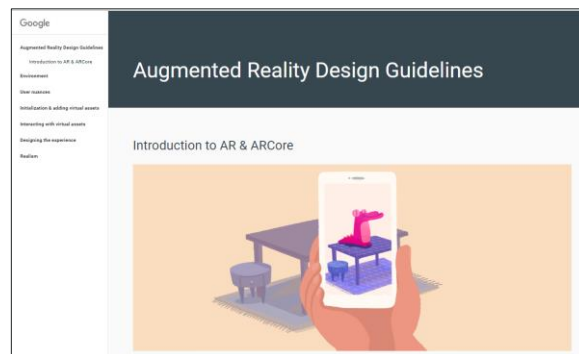 Google
Augmented Reality Design Guidelines
Introduction to AR & ARCore
Environment
User nuances
Initialization & adding virtual assets
Interacting with virtual assets
Designing the experience
Realism
Augmented Reality Design Guidelines
Introduction to AR & ARCore